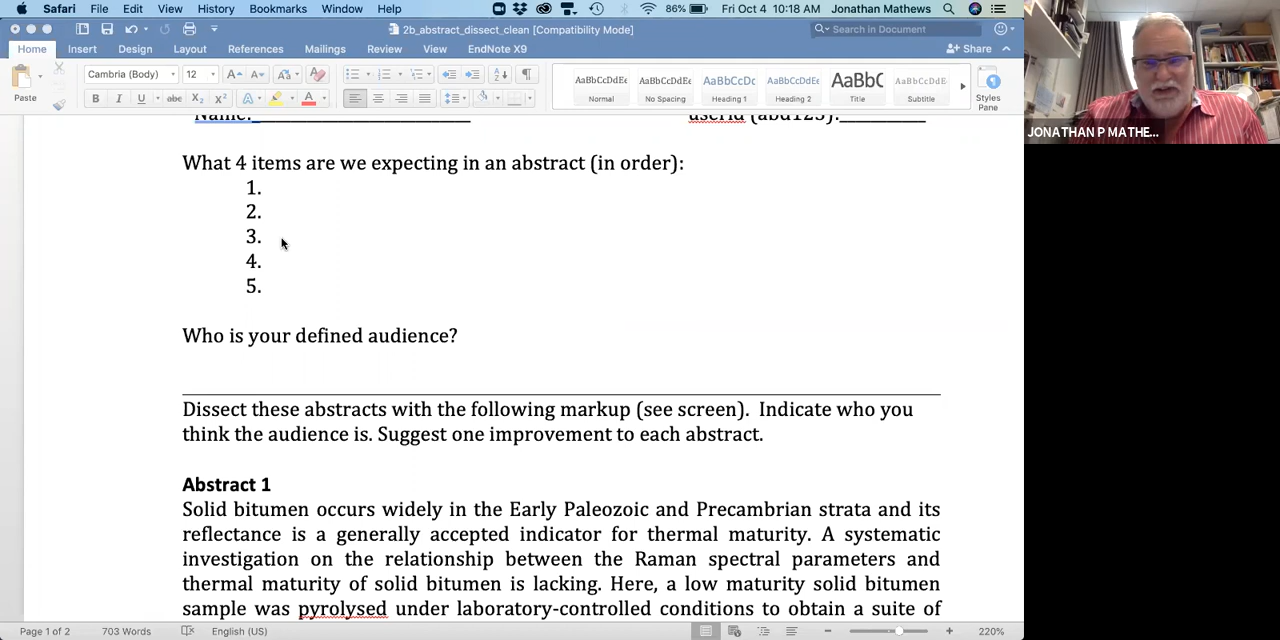 Safari File Edit View History Bookmarks Window Help 86% Fri Oct 4 10:18 AM Jonathan Mathews
2b_abstract_dissect_clean [Compatibility Mode] Search in Document
Home Insert Design Layout References Mailings Review View EndNote X9 Share
Paste Cambria (Body) 12 A A Aa
B I U abc X2 X2 A A
AaBbCcDdEe AaBbCcDdEe AaBbCcDc AaBbCcDdEe AaBbC AaBbCcDdE
Normal No Spacing Heading 1 Heading 2 Title Subtitle Styles Pane
JONATHAN P MATHE...
Name: userid (abd123):
What 4 items are we expecting in an abstract (in order):
1.
2.
3.
4.
5.
Who is your defined audience?
Dissect these abstracts with the following markup (see screen). Indicate who you
think the audience is. Suggest one improvement to each abstract.
Abstract 1
Solid bitumen occurs widely in the Early Paleozoic and Precambrian strata and its
reflectance is a generally accepted indicator for thermal maturity. A systematic
investigation on the relationship between the Raman spectral parameters and
thermal maturity of solid bitumen is lacking. Here, a low maturity solid bitumen
sample was pyrolysed under laboratory-controlled conditions to obtain a suite of
Page 1 of 2 703 Words English (US) 220%